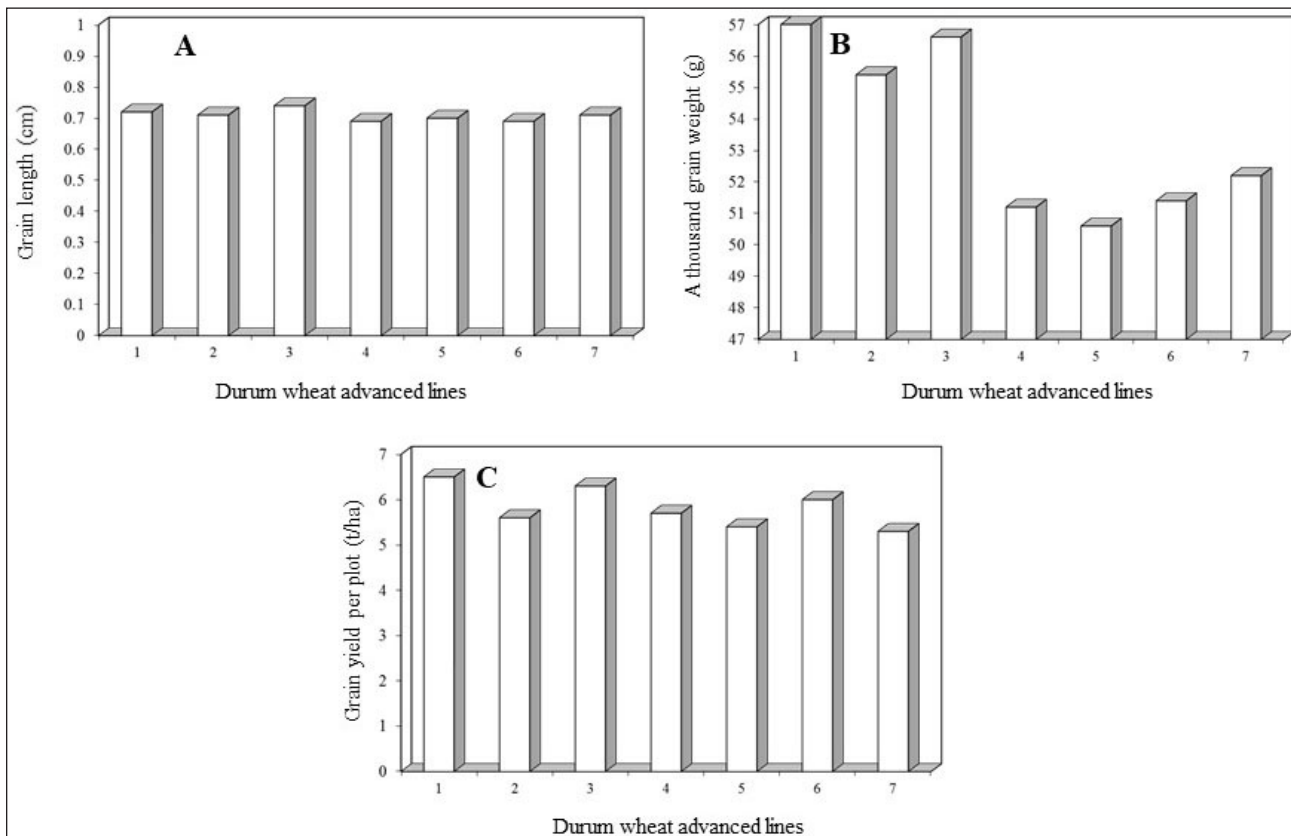 A
Grain length (cm)
1
0.9
0.8
0.7
0.6
0.5
0.4
0.3
0.2
0.1
0
1 2 3 4 5 6 7
Durum wheat advanced lines
B
A thousand grain weight (g)
57
56
55
54
53
52
51
50
49
48
47
1 2 3 4 5 6 7
Durum wheat advanced lines
C
Grain yield per plot (t/ha)
7
6
5
4
3
2
1
0
1 2 3 4 5 6 7
Durum wheat advanced lines